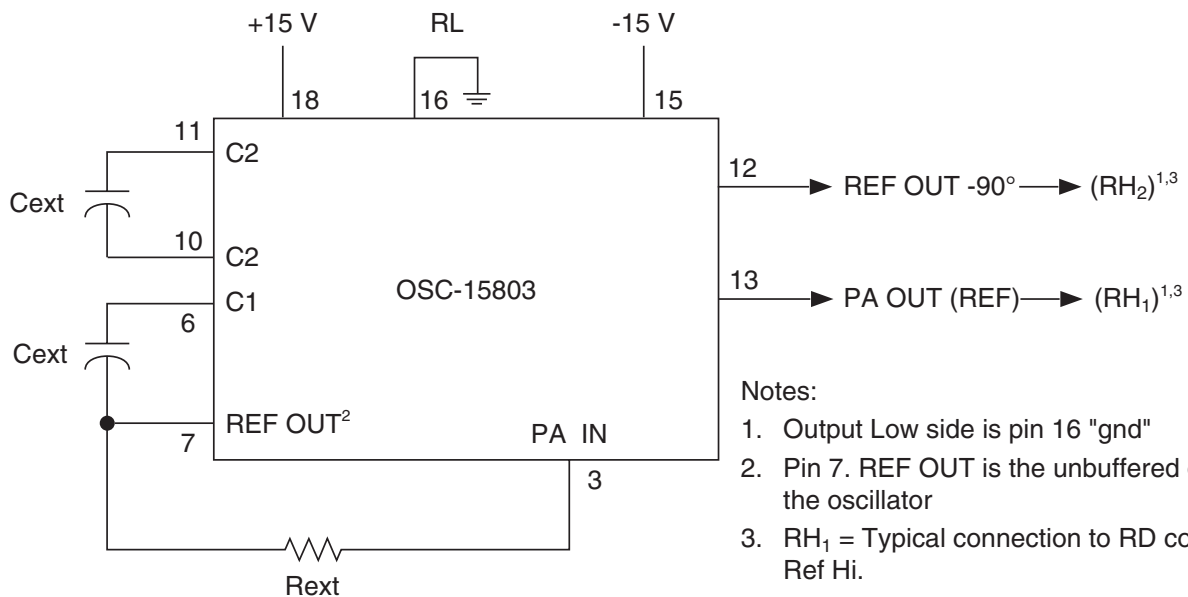 +15 V
RL
-15 V
18
16
15
11
C2
12
REF OUT -90°
(RH₂)¹,³
Cext
10
C2
OSC-15803
13
PA OUT (REF)
(RH₁)¹,³
C1
6
Cext
REF OUT²
7
PA IN
3
Rext
Notes:
1. Output Low side is pin 16 "gnd"
2. Pin 7. REF OUT is the unbuffered
the oscillator
3. RH₁ = Typical connection to RD
Ref Hi.